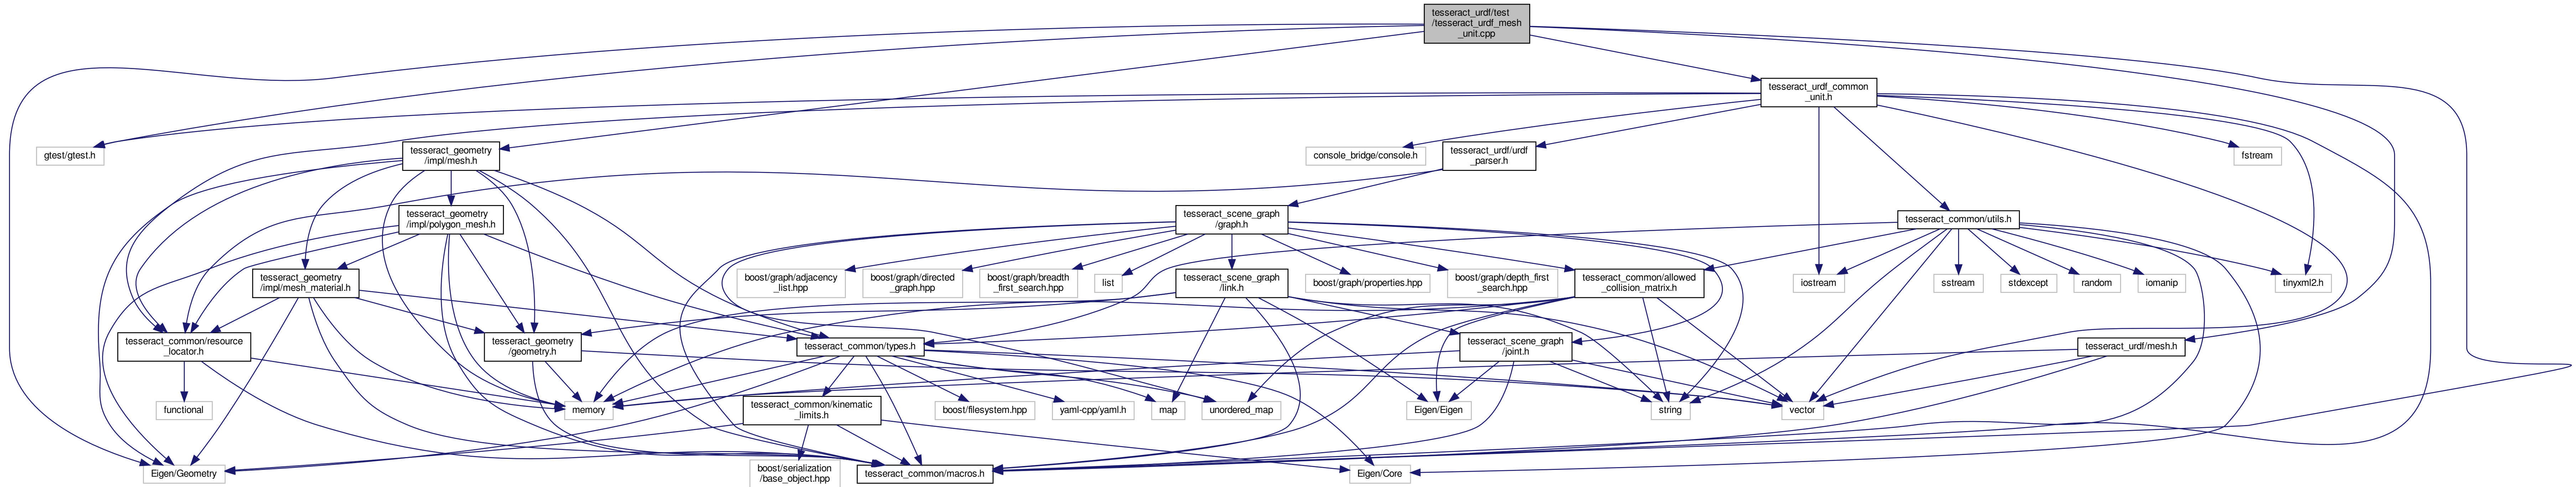 tesseract_urdf/test
/tesseract_urdf_mesh
_unit.cpp
tesseract_urdf_common
_unit.h
gtest/gtest.h
tesseract_geometry
/impl/mesh.h
console_bridge/console.h
tesseract_urdf/urdf
_parser.h
fstream
tesseract_geometry
/impl/polygon_mesh.h
tesseract_scene_graph
/graph.h
tesseract_common/utils.h
tesseract_geometry
/impl/mesh_material.h
boost/graph/adjacency
_list.hpp
boost/graph/directed
_graph.hpp
boost/graph/breadth
_first_search.hpp
list
tesseract_scene_graph
/link.h
boost/graph/properties.hpp
boost/graph/depth_first
_search.hpp
tesseract_common/allowed
_collision_matrix.h
iostream
sstream
stdexcept
random
iomanip
tinyxml2.h
tesseract_common/resource
_locator.h
tesseract_geometry
/geometry.h
tesseract_common/types.h
tesseract_scene_graph
/joint.h
tesseract_urdf/mesh.h
functional
memory
tesseract_common/kinematic
_limits.h
boost/filesystem.hpp
yaml-cpp/yaml.h
map
unordered_map
Eigen/Eigen
string
vector
Eigen/Geometry
boost/serialization
/base_object.hpp
tesseract_common/macros.h
Eigen/Core